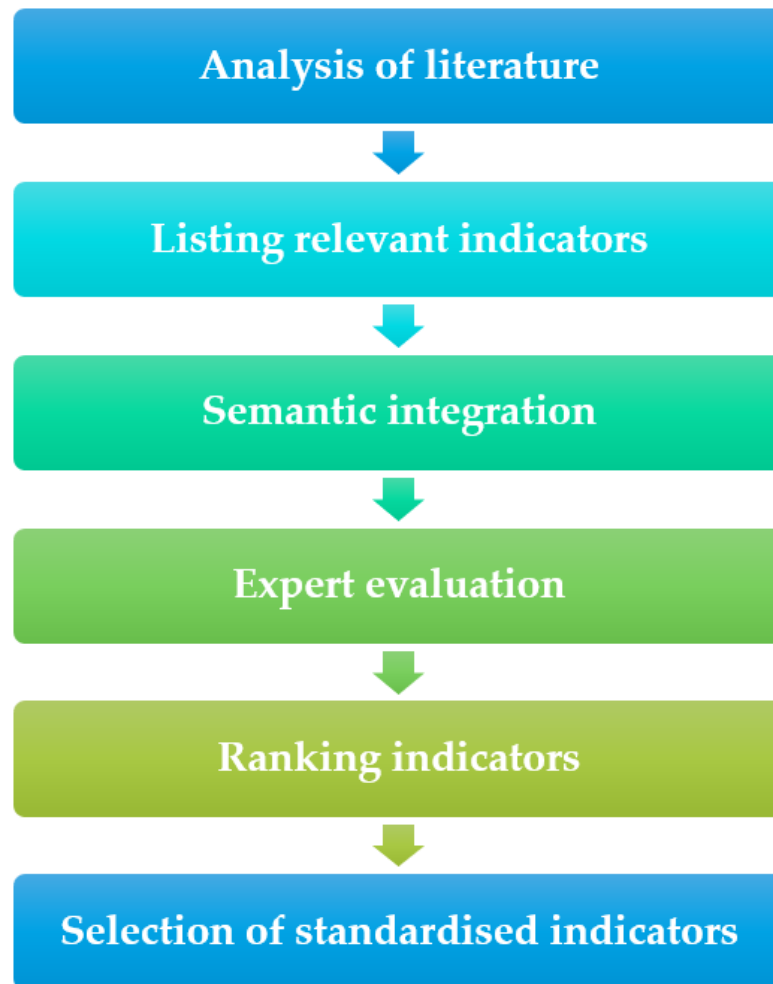 Analysis of literature
Listing relevant indicators
Semantic integration
Expert evaluation
Ranking indicators
Selection of standardised indicators